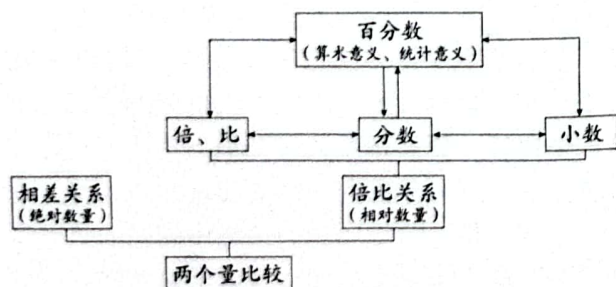 百分数
(算术意义、统计意义)
倍、比
分数
小数
相差关系
(绝对数量)
倍比关系
(相对数量)
两个量比较